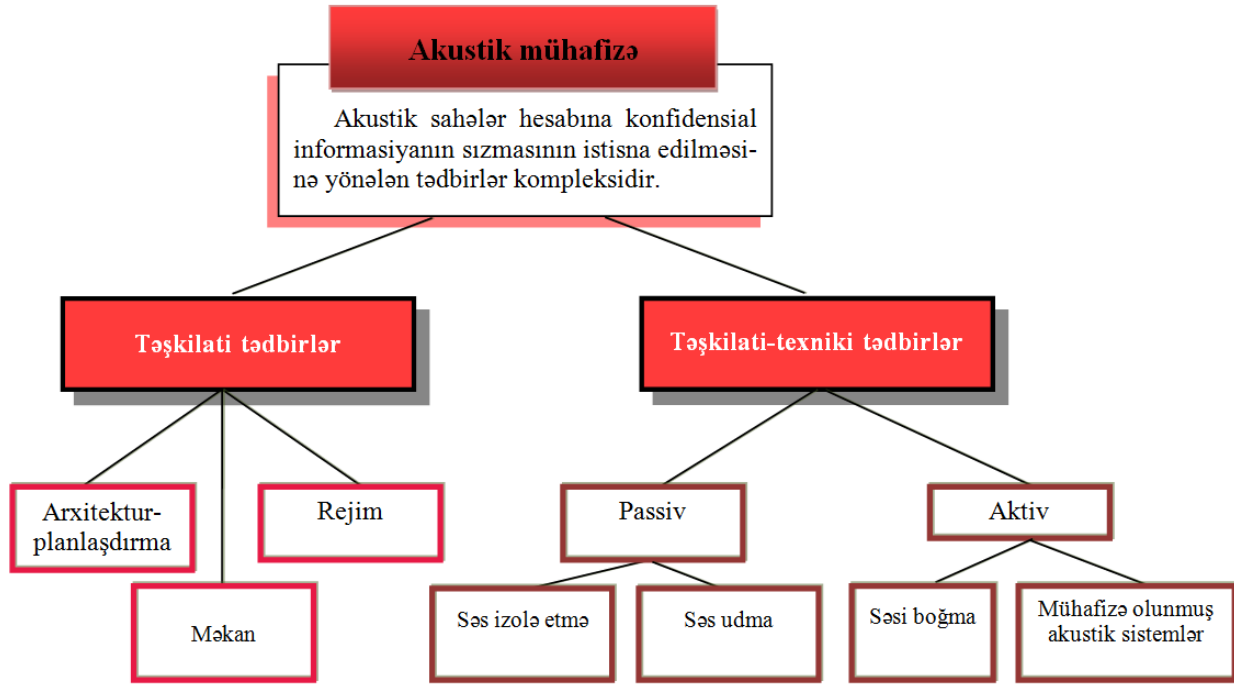 Akustik mühafizə
Akustik sahələr hesabına konfidensial
informasiyanın sızmasının istisna edilməsi-
nə yönələn tədbirlər kompleksidir.
Təşkilati tədbirlər
Təşkilati-texniki tədbirlər
Arxitektur-
planlaşdırma
Rejim
Passiv
Aktiv
Məkan
Səs izolə etmə
Səs udma
Səsi boğma
Mühafizə olunmuş
akustik sistemlər